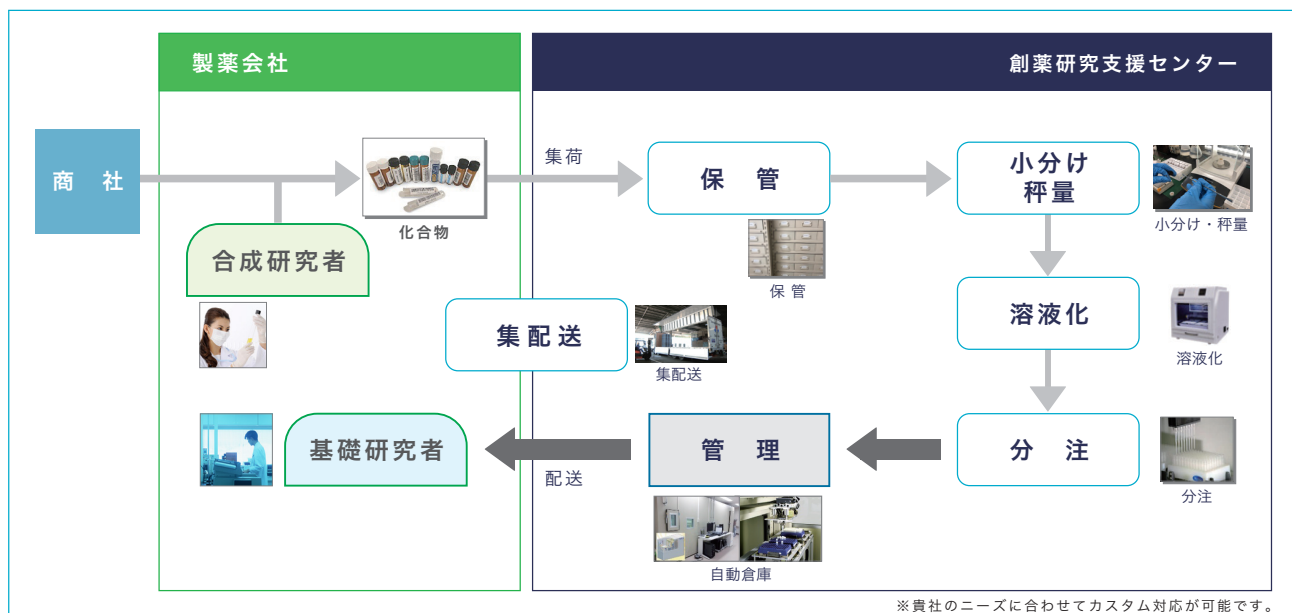 製薬会社
創薬研究支援センター
商 社
化合物
合成研究者
集荷
保 管
保 管
小分け
秤量
小分け・秤量
溶液化
溶液化
集配送
集配送
分 注
分注
管 理
自動倉庫
配送
基礎研究者
※貴社のニーズに合わせてカスタム対応が可能です。